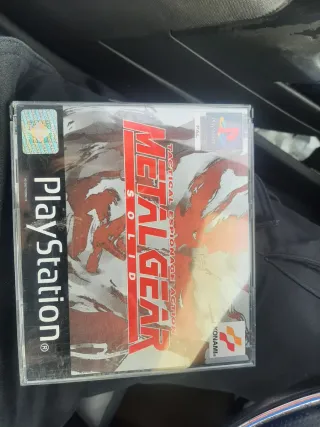 PlayStation®
TACTICAL ESPIONAGE ACTION
METAL GEAR
SOLID
KONAMI®